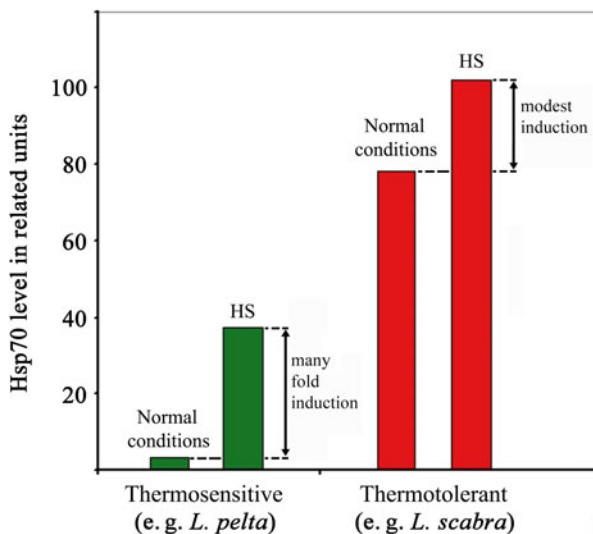 Hsp70 level in related units
100
80
60
40
20
Normal
conditions
HS
many
fold
induction
Normal
conditions
HS
modest
induction
Thermosensitive
(e. g. L. pelta)
Thermotolerant
(e. g. L. scabra)